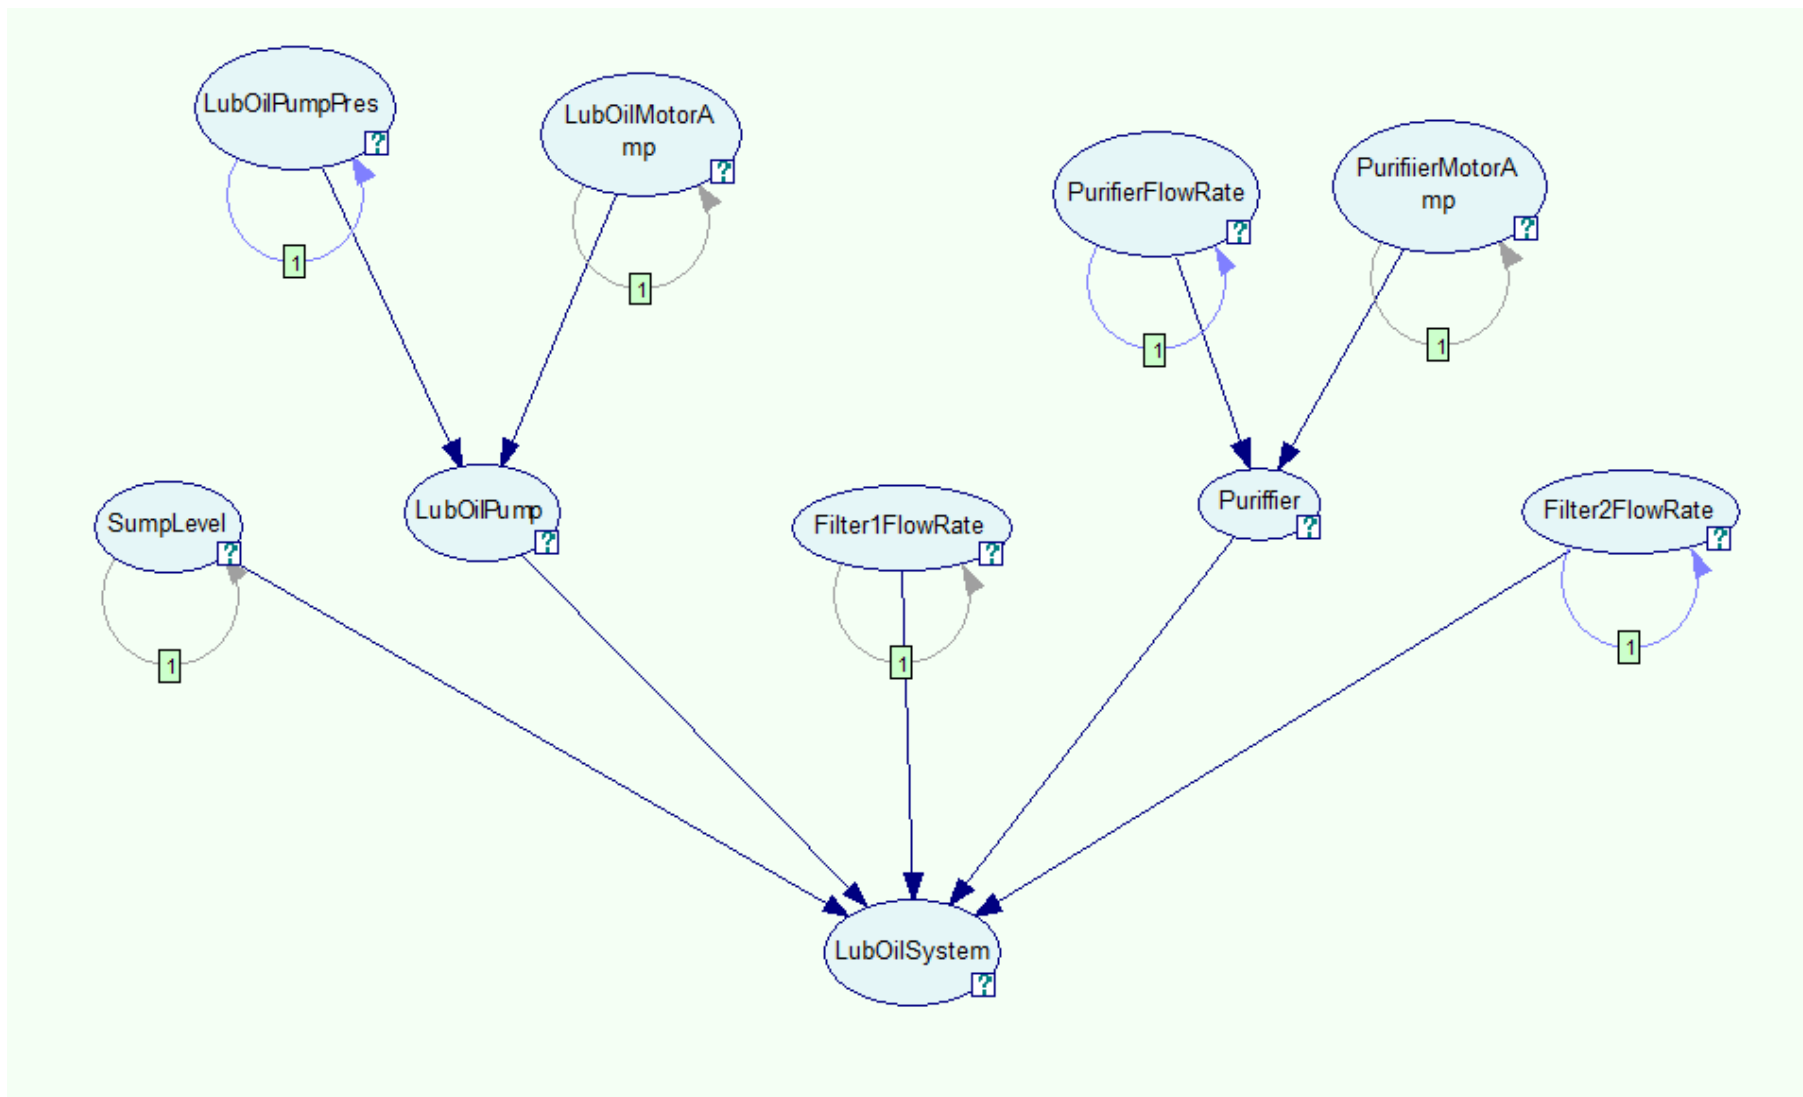 LubOilPumpPres
?
1
LubOilMotorA
mp
?
1
PurifierFlowRate
?
1
PurifiierMotorA
mp
?
1
SumpLevel
?
1
LubOilPump
?
Filter1FlowRate
?
1
Puriffier
?
Filter2FlowRate
?
1
LubOilSystem
?